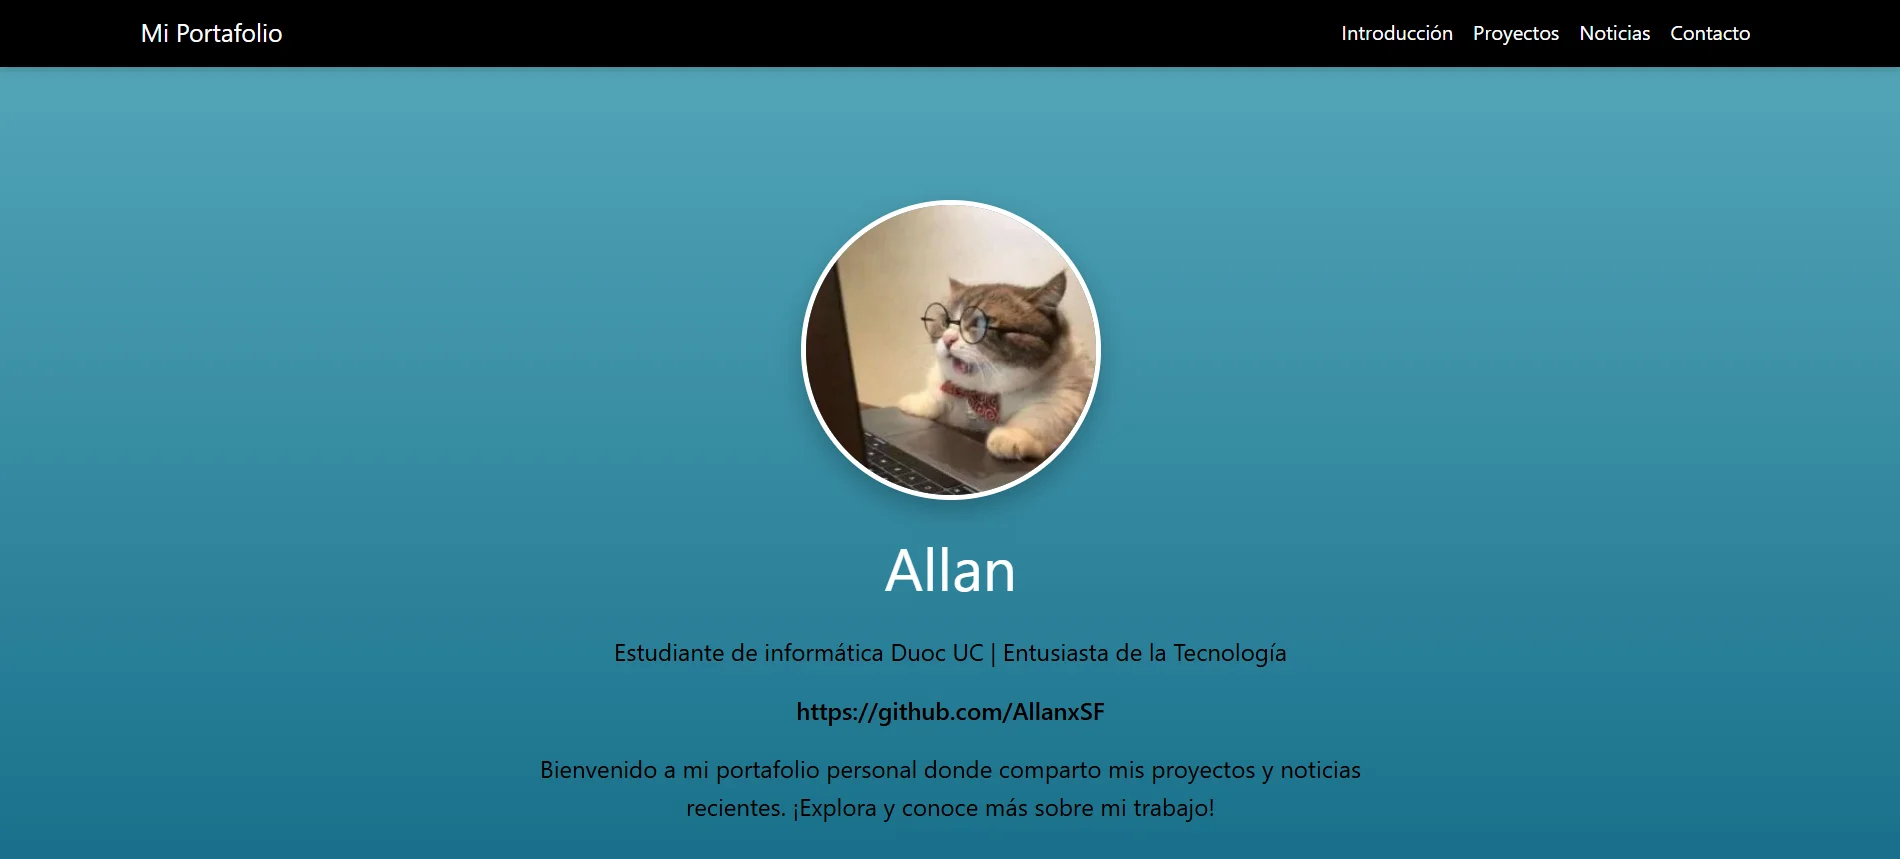 Mi Portafolio
Introducción Proyectos Noticias Contacto
Allan
Estudiante de informática Duoc UC | Entusiasta de la Tecnología
https://github.com/AllanxSF
Bienvenido a mi portafolio personal donde comparto mis proyectos y noticias
recientes. ¡Explora y conoce más sobre mi trabajo!